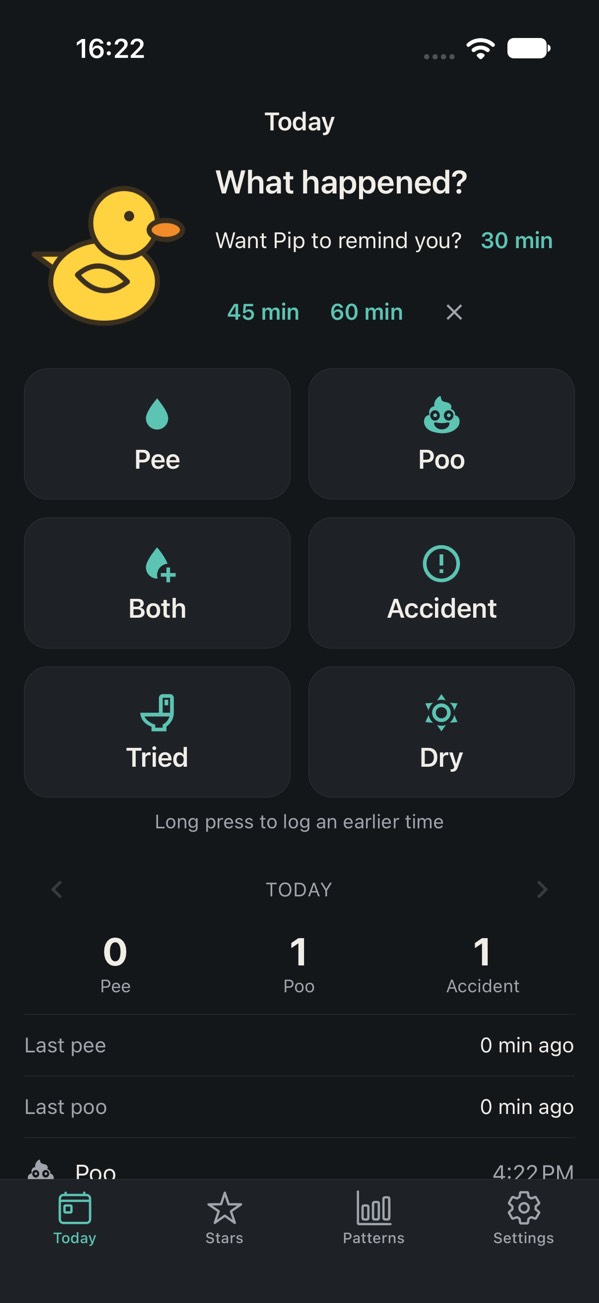 16:22
Today
What happened?
Want Pip to remind you? 30 min
45 min 60 min
Pee Poo
Both Accident
Tried Dry
Long press to log an earlier time
TODAY
0 1 1
Pee Poo Accident
Last pee 0 min ago
Last poo 0 min ago
Poo 4:22 PM
Today Stars Patterns Settings